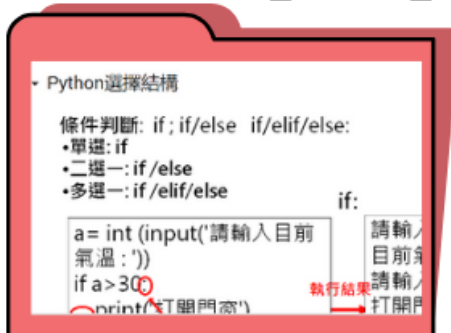 Python選擇結構
條件判斷: if ; if/else if/elif/else:
•單選: if
•二選一: if /else
•多選一: if /elif/else
if:
a= int (input('請輸入目前
氣溫 : '))
if a>30:
print('打開門窗')
執行結果
請輸入
目前
請輸入
打開